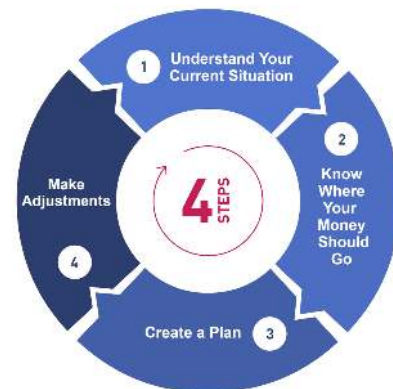 1
Understand Your
Current Situation
2
Know
Where
Your
Money
Should
Go
Create a Plan
3
Make
Adjustments
4
4
STEPS